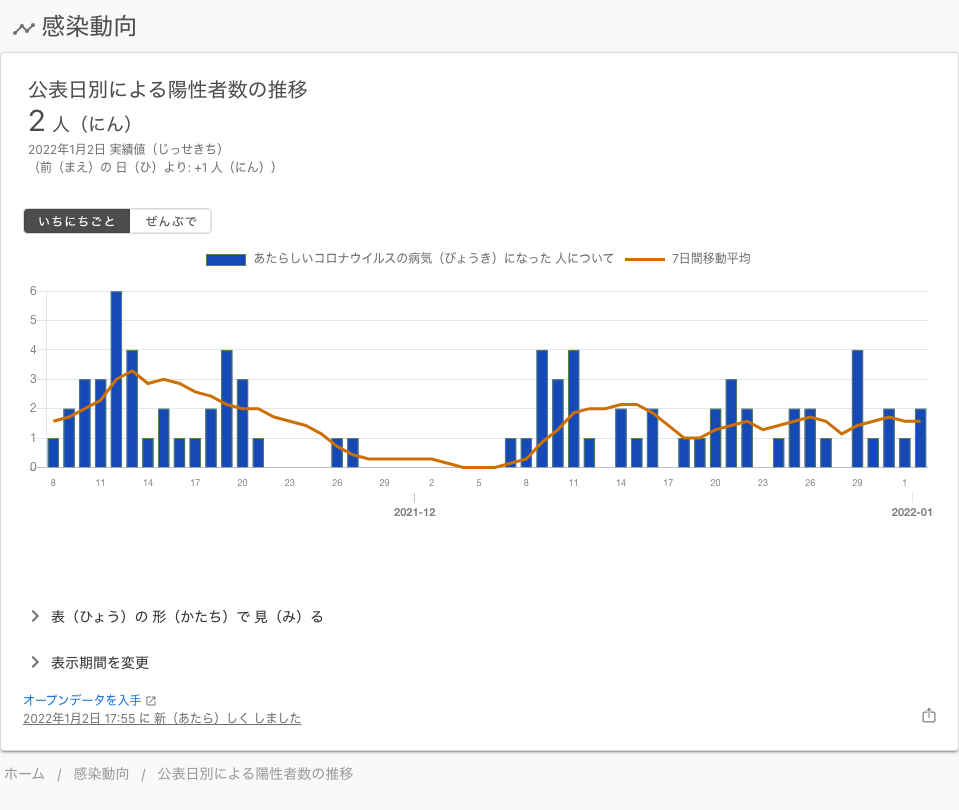 感染動向
公表日別による陽性者数の推移
2 人（にん）
2022年1月2日 実績値（じっせきち）
（前（まえ）の 日（ひ）より: +1 人（にん））
いちにちごと ぜんぶで
あたらしいコロナウイルスの病気（びょうき）になった 人について 7日間移動平均
6
5
4
3
2
1
0
8 11 14 17 20 23 26 29 2 5 8 11 14 17 20 23 26 29 1
2021-12 2022-01
表（ひょう）の 形（かたち）で 見（み）る
表示期間を変更
オープンデータを入手
2022年1月2日 17:55 に 新（あたら）しく しました
ホーム / 感染動向 / 公表日別による陽性者数の推移